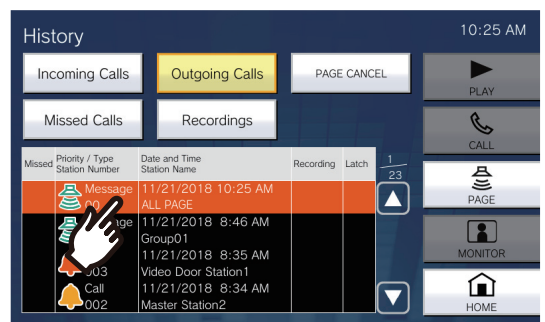 History
10:25 AM
Incoming Calls
Outgoing Calls
PAGE CANCEL
PLAY
Missed Calls
Recordings
CALL
Missed
Priority / Type
Station Number
Date and Time
Station Name
Recording
Latch
1
23
Message 11/21/2018 10:25 AM
ALL PAGE
PAGE
11/21/2018 8:46 AM
Group01
11/21/2018 8:35 AM
003 Video Door Station1
MONITOR
Call 11/21/2018 8:34 AM
002 Master Station2
HOME